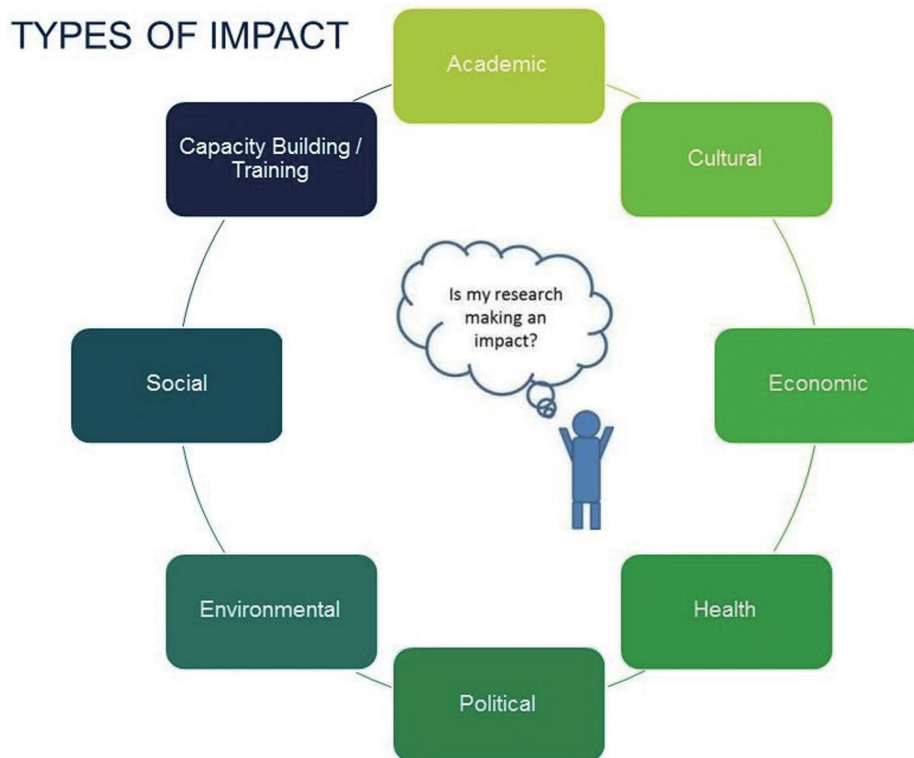 TYPES OF IMPACT
Academic
Cultural
Economic
Health
Political
Environmental
Social
Capacity Building /
Training
Is my research
making an
impact?